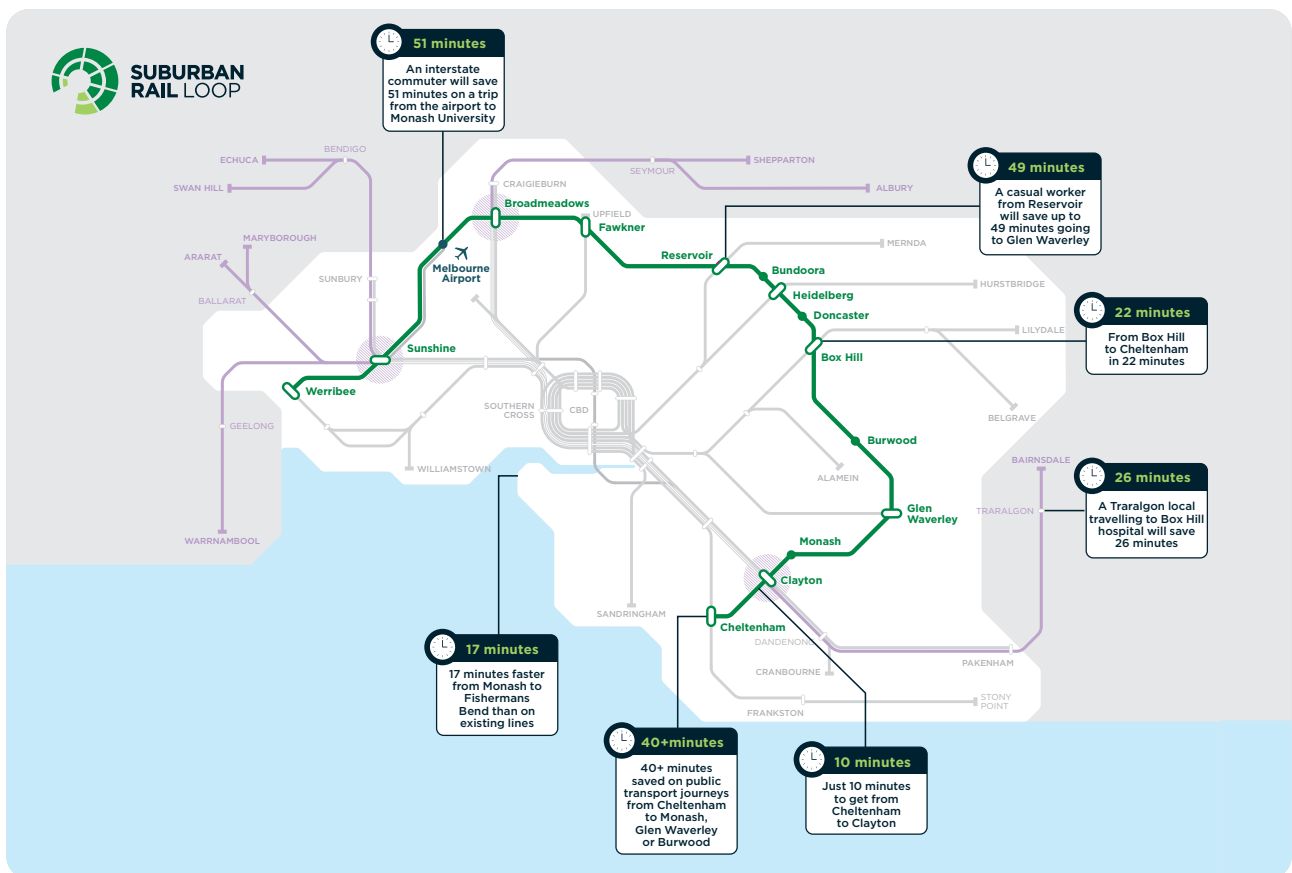 SUBURBAN
RAIL LOOP
51 minutes
An interstate
commuter will save
51 minutes on a trip
from the airport to
Monash University
49 minutes
A casual worker
from Reservoir
will save up to
49 minutes going
to Glen Waverley
22 minutes
From Box Hill
to Cheltenham
in 22 minutes
26 minutes
A Traralgon local
travelling to Box Hill
hospital will save
26 minutes
17 minutes
17 minutes faster
from Monash to
Fishermans
Bend than on
existing lines
40+minutes
40+ minutes
saved on public
transport journeys
from Cheltenham
to Monash,
Glen Waverley
or Burwood
10 minutes
Just 10 minutes
to get from
Cheltenham
to Clayton
ECHUCA
BENDIGO
SWAN HILL
MARYBOROUGH
ARARAT
BALLARAT
SUNBURY
CRAIGIEBURN
SEYMOUR
SHEPPARTON
ALBURY
Broadmeadows
UPFIELD
Fawkner
Melbourne
Airport
Reservoir
MERNDA
Bundoora
HURSTBRIDGE
Heidelberg
Doncaster
LILYDALE
Box Hill
BELGRAVE
Sunshine
Werribee
SOUTHERN
CROSS
CBD
GEELONG
WILLIAMSTOWN
WARRNAMBOOL
Burwood
ALAMEIN
BAIRNSDALE
TRARALGON
Glen
Waverley
Monash
Clayton
SANDRINGHAM
Cheltenham
DANDENONG
CRANBOURNE
PAKENHAM
FRANKSTON
STONY
POINT